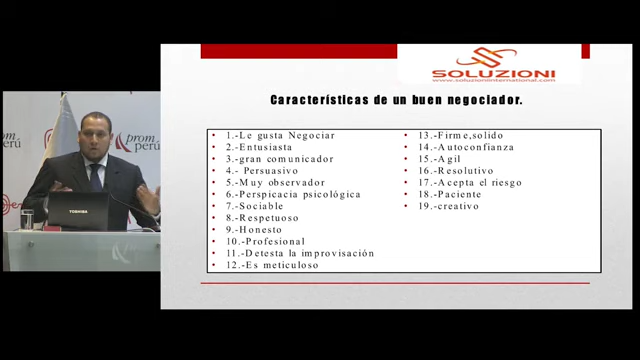 SOLUZIONI
www.soluzioniinternational.com
Características de un buen negociador.
1.-Le gusta Negociar
2.-Entusiasta
3.-gran comunicador
4.- Persuasivo
5.-Muy observador
6.-Perspicacia psicológica
7.-Sociable
8.-Respetuoso
9.-Honesto
10.-Profesional
11.-Detesta la improvisación
12.-Es meticuloso
13.-Firme,solido
14.-Autoconfianza
15.-Agil
16.-Resolutivo
17.-Acepta el riesgo
18.-Paciente
19.-creativo
prom
perú
TOSHIBA